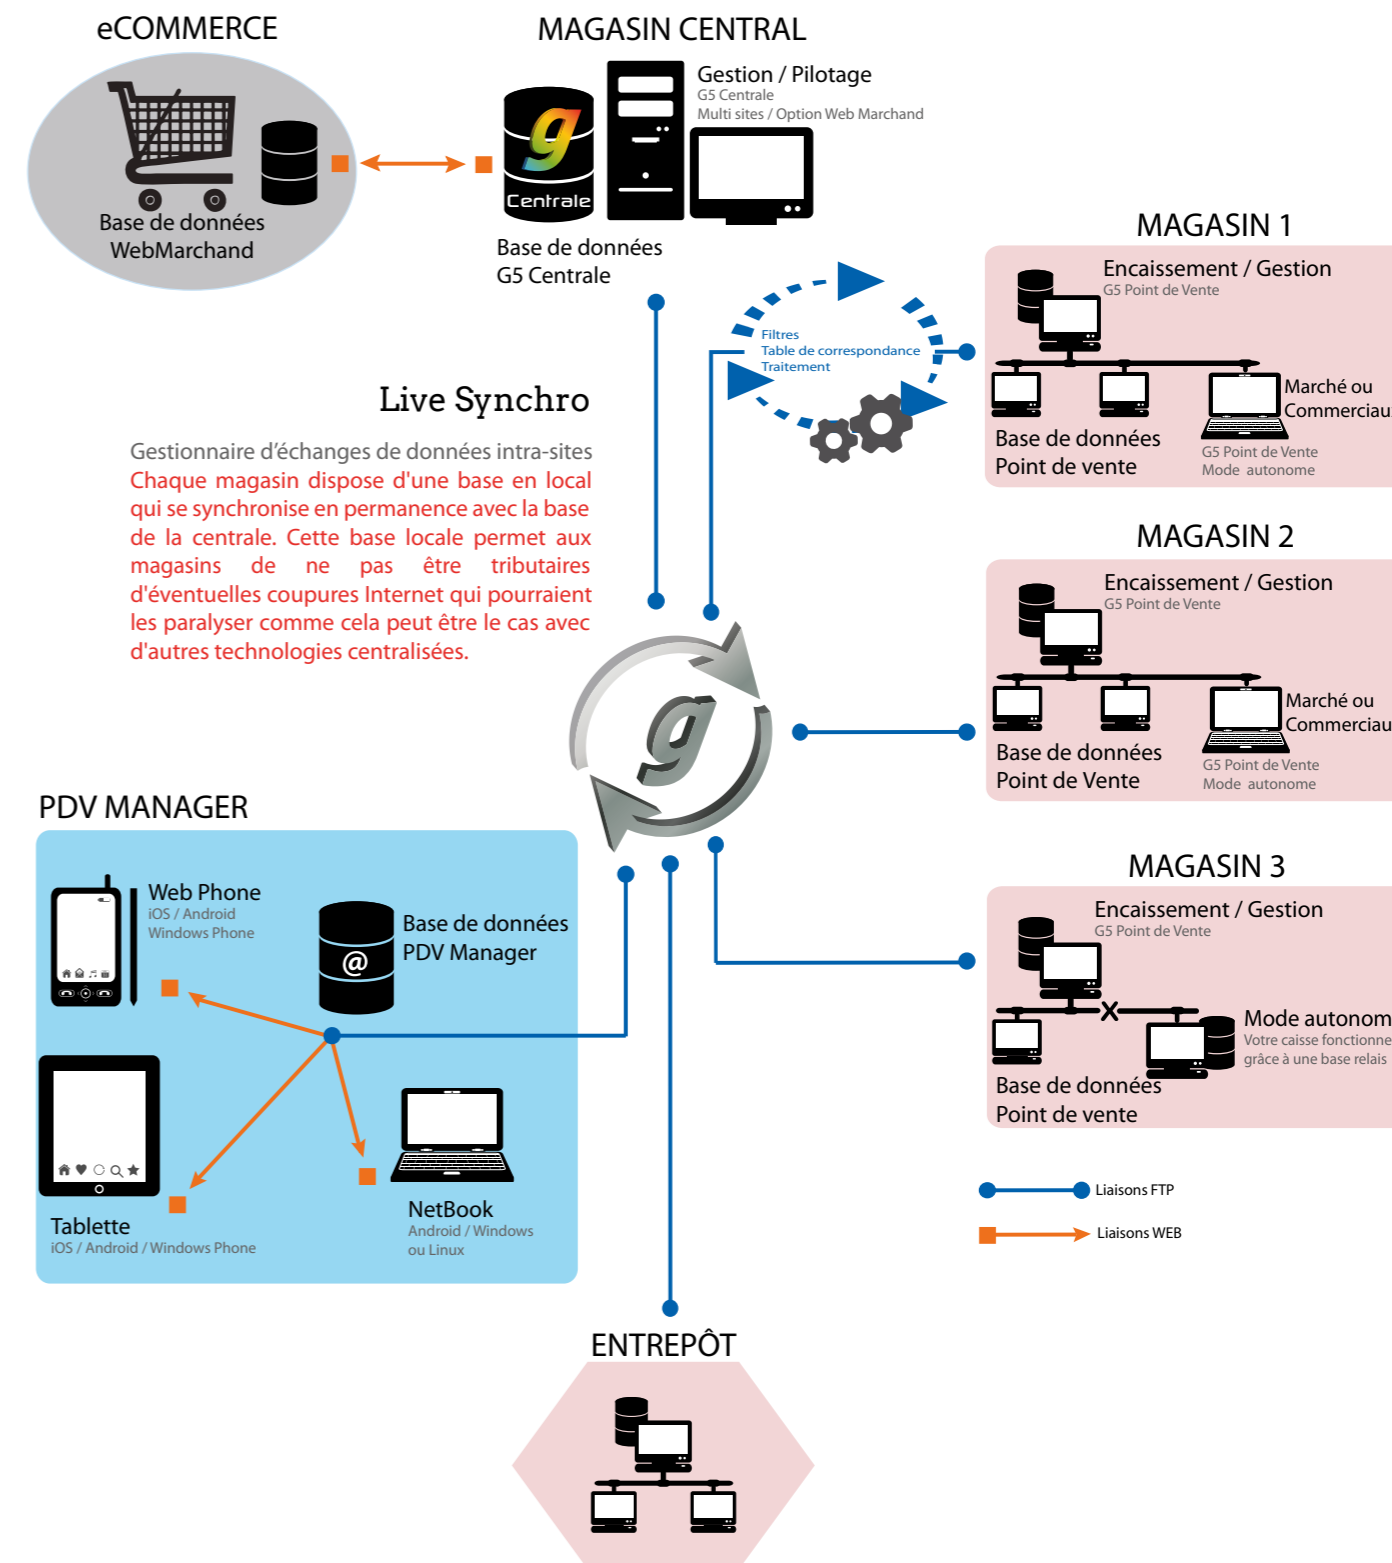 eCOMMERCE
Base de données
WebMarchand
MAGASIN CENTRAL
Gestion / Pilotage
G5 Centrale
Multi sites / Option Web Marchand
g
Centrale
Base de données
G5 Centrale
Filtres
Table de correspondance
Traitement
MAGASIN 1
Encaissement / Gestion
G5 Point de Vente
Marché ou
Commerciaux
Base de données
Point de vente
G5 Point de Vente
Mode autonome
Live Synchro
Gestionnaire d'échanges de données intra-sites
Chaque magasin dispose d'une base en local
qui se synchronise en permanence avec la base
de la centrale. Cette base locale permet aux
magasins de ne pas être tributaires
d'éventuelles coupures Internet qui pourraient
les paralyser comme cela peut être le cas avec
d'autres technologies centralisées.
g
MAGASIN 2
Encaissement / Gestion
G5 Point de Vente
Marché ou
Commerciau
Base de données
Point de Vente
G5 Point de Vente
Mode autonome
PDV MANAGER
Web Phone
iOS / Android
Windows Phone
@
Base de données
PDV Manager
Tablette
iOS / Android / Windows Phone
NetBook
Android / Windows
ou Linux
MAGASIN 3
Encaissement / Gestion
G5 Point de Vente
X
Mode autonom
Votre caisse fonctionne
grâce à une base relais
Base de données
Point de vente
Liaisons FTP
Liaisons WEB
ENTREPÔT